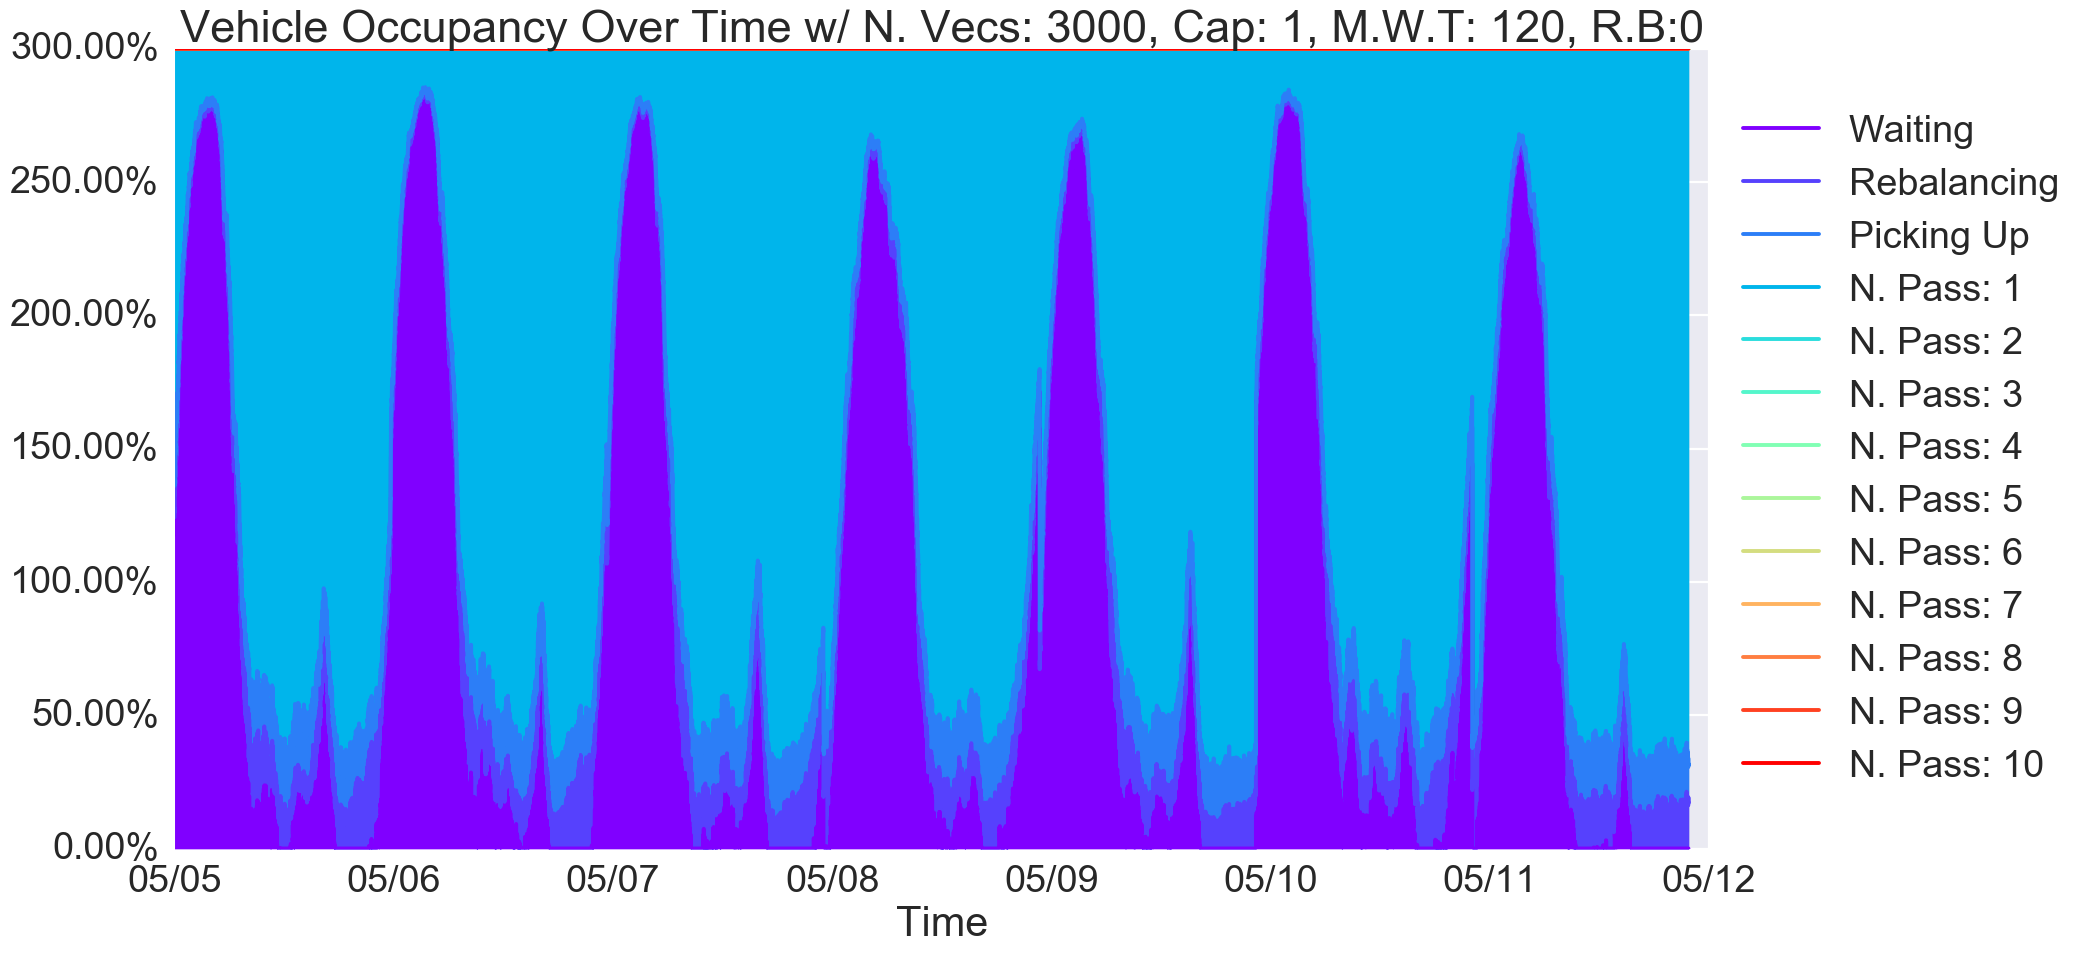 Vehicle Occupancy Over Time w/ N. Vecs: 3000, Cap: 1, M.W.T: 120, R.B:0
300.00%
250.00%
200.00%
150.00%
100.00%
50.00%
0.00%
05/05 05/06 05/07 05/08 05/09 05/10 05/11 05/12
Time
Waiting
Rebalancing
Picking Up
N. Pass: 1
N. Pass: 2
N. Pass: 3
N. Pass: 4
N. Pass: 5
N. Pass: 6
N. Pass: 7
N. Pass: 8
N. Pass: 9
N. Pass: 10